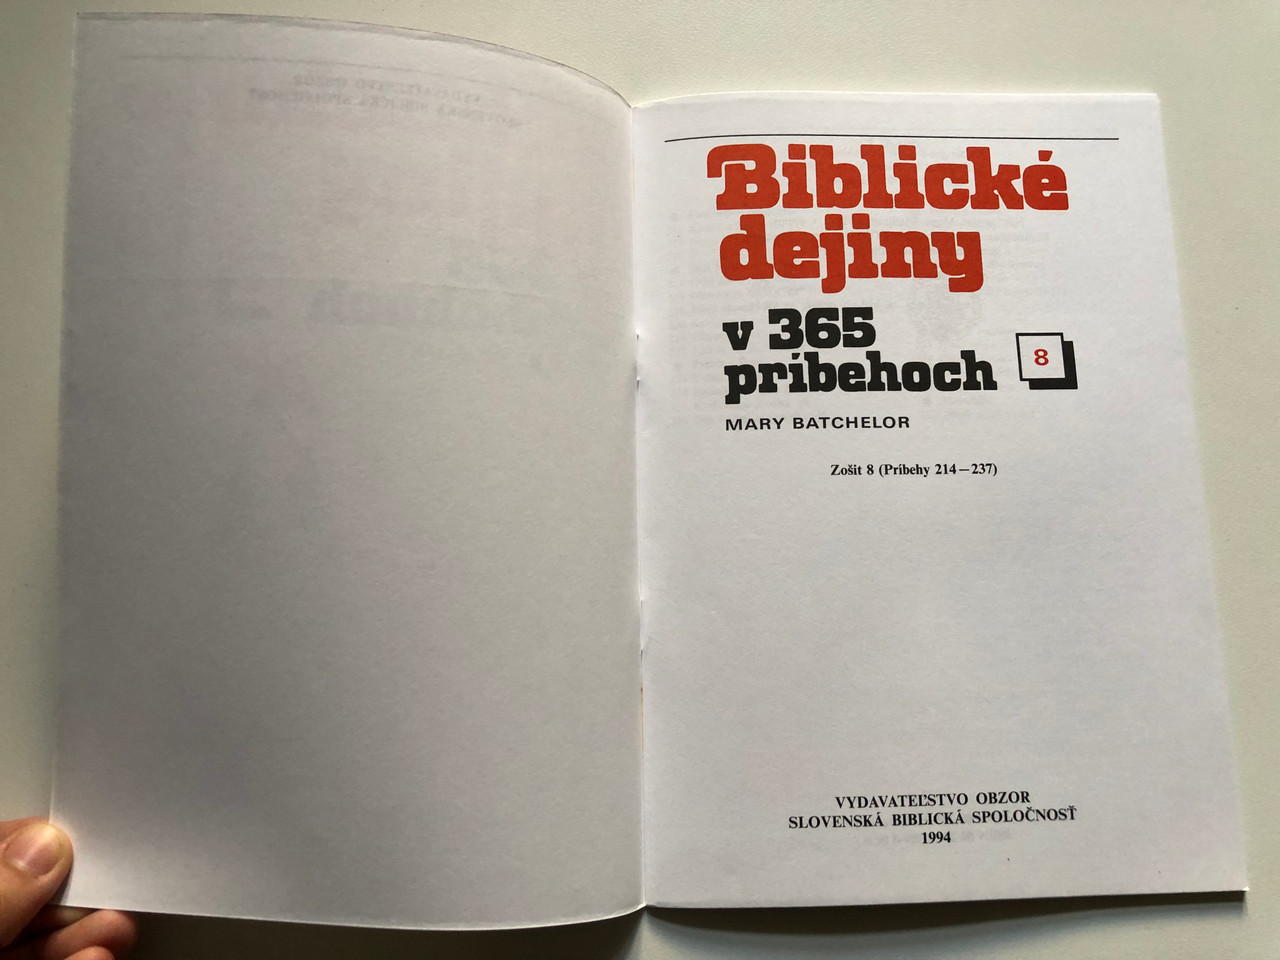 Biblické
dejiny
v 365
príbehoch
8
MARY BATCHELOR
Zošit 8 (Príbehy 214—237)
VYDAVATEĽSTVO OBZOR
SLOVENSKÁ BIBLICKÁ SPOLOČNOSŤ
1994